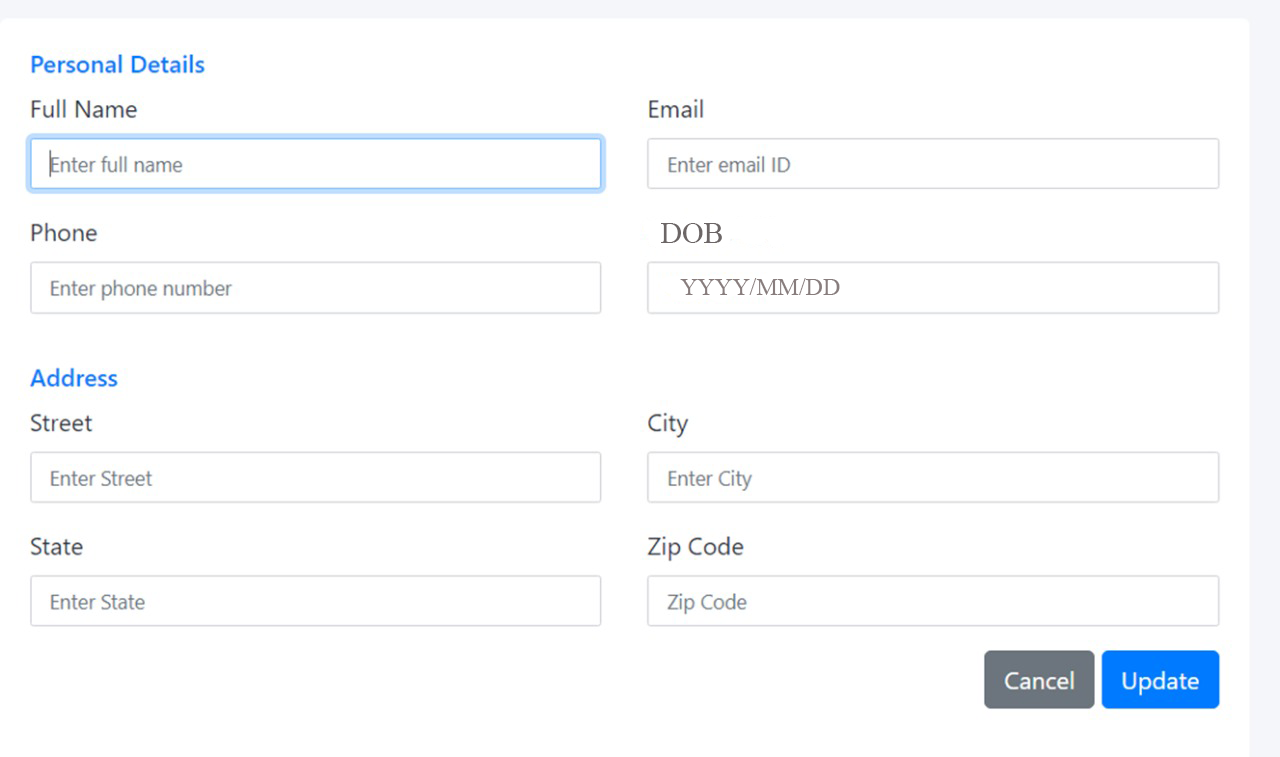 Personal Details
Full Name Email
Enter full name Enter email ID
Phone DOB
Enter phone number YYYY/MM/DD
Address
Street City
Enter Street Enter City
State Zip Code
Enter State Zip Code
Cancel Update